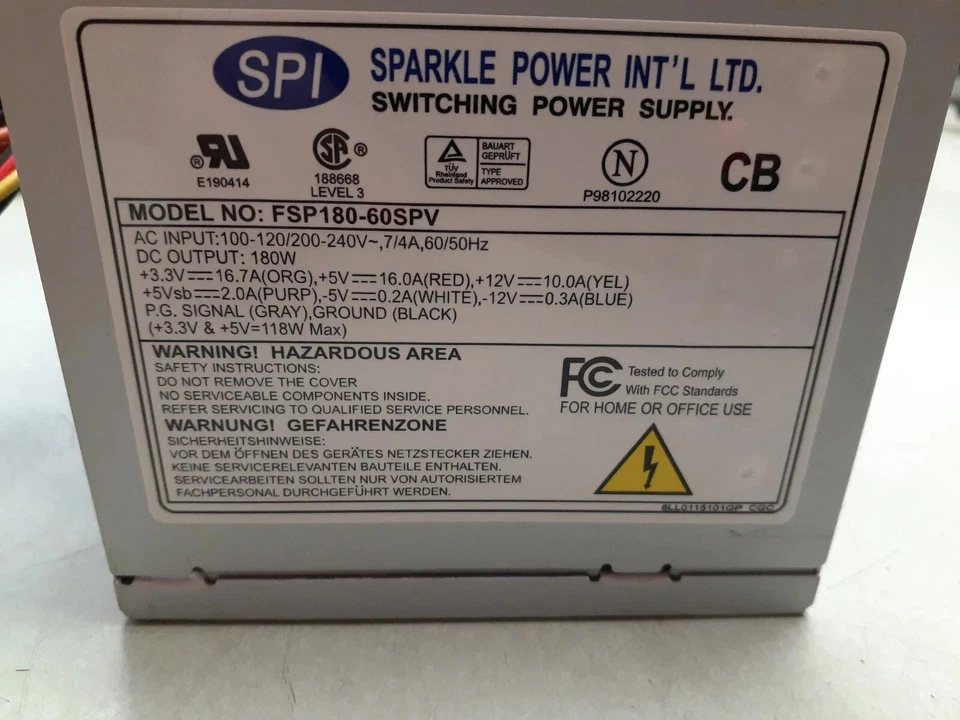 SPI
SPARKLE POWER INT'L LTD.
SWITCHING POWER SUPPLY.
® RU
E190414
SA ®
188668
LEVEL 3
TÜV
Rheinland
Product Safety
BAUART
GEPRÜFT
TYPE
APPROVED
N
P98102220
CB
MODEL NO: FSP180-60SPV
AC INPUT:100-120/200-240V~,7/4A,60/50Hz
DC OUTPUT: 180W
+3.3V⎓16.7A(ORG),+5V⎓16.0A(RED),+12V⎓10.0A(YEL)
+5Vsb⎓2.0A(PURP),-5V⎓0.2A(WHITE),-12V⎓0.3A(BLUE)
P.G. SIGNAL (GRAY),GROUND (BLACK)
(+3.3V & +5V=118W Max)
WARNING! HAZARDOUS AREA
SAFETY INSTRUCTIONS:
DO NOT REMOVE THE COVER
NO SERVICEABLE COMPONENTS INSIDE.
REFER SERVICING TO QUALIFIED SERVICE PERSONNEL.
WARNUNG! GEFAHRENZONE
SICHERHEITSHINWEISE:
VOR DEM ÖFFNEN DES GERÄTES NETZSTECKER ZIEHEN.
KEINE SERVICERELEVANTEN BAUTEILE ENTHALTEN.
SERVICEARBEITEN SOLLTEN NUR VON AUTORISIERTEM
FACHPERSONAL DURCHGEFÜHRT WERDEN.
FC Tested to Comply
With FCC Standards
FOR HOME OR OFFICE USE